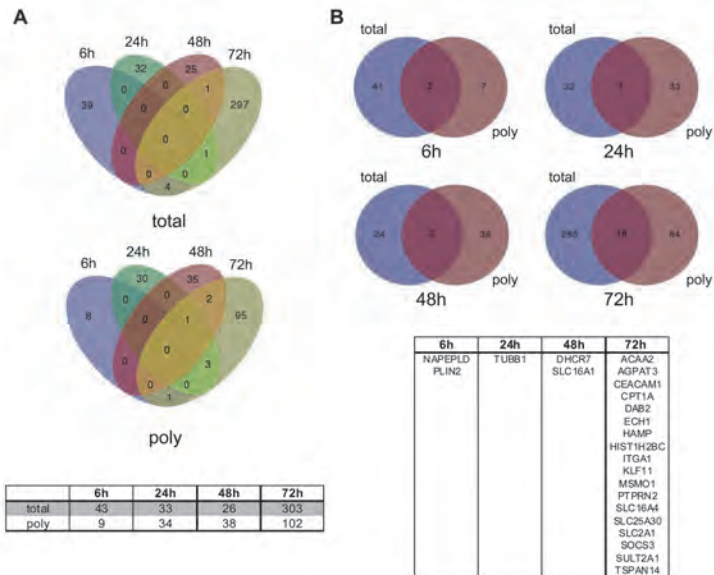 A
6h
24h
48h
72h
39
32
25
297
0
0
1
0
0
0
0
1
0
0
4
total
6h
24h
48h
72h
8
30
35
95
0
0
2
0
1
0
0
3
0
0
1
poly
6h 24h 48h 72h
total 43 33 26 303
poly 9 34 38 102
B
total
41 2 7
poly
6h
total
32 1 33
poly
24h
total
24 2 36
poly
48h
total
285 18 84
poly
72h
6h 24h 48h 72h
NAPEPLD TUBB1 DHCR7 ACAA2
PLIN2 SLC16A1 AGPAT3
CEACAM1
CPT1A
DAB2
ECH1
HAMP
HIST1H2BC
ITGA1
KLF11
MSMO1
PTPRN2
SLC16A4
SLC25A30
SLC2A1
SOCS3
SULT2A1
TSPAN14